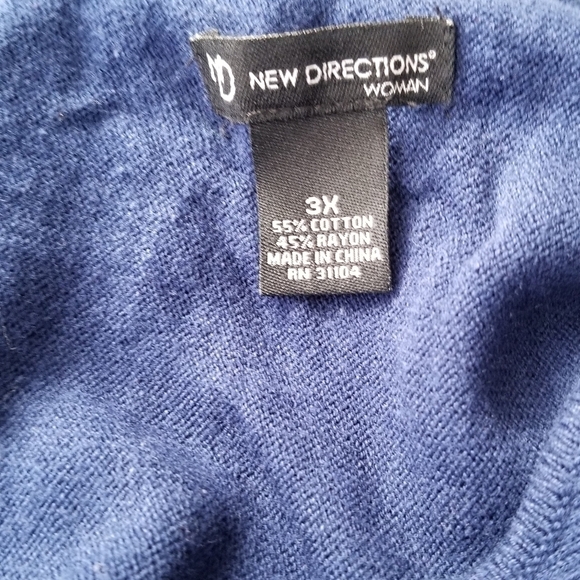 ND NEW DIRECTIONS®
WOMAN
3X
55% COTTON
45% RAYON
MADE IN CHINA
RN 31104